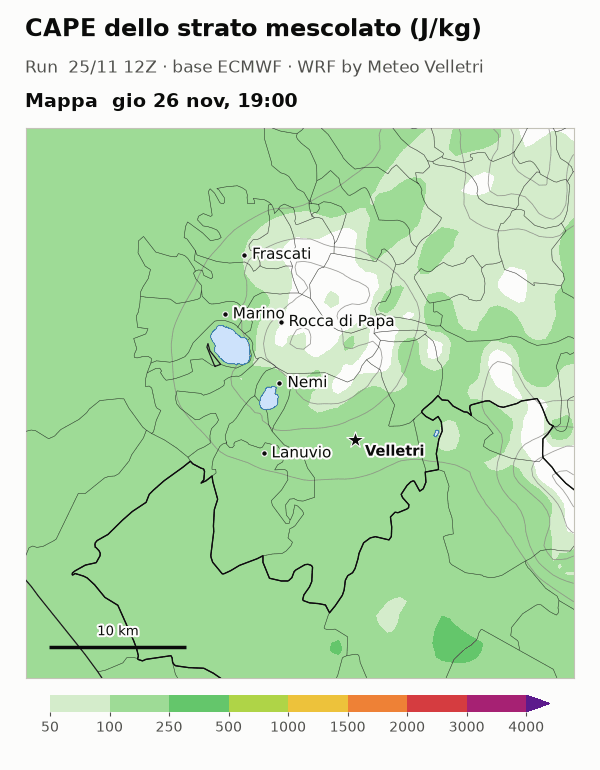 CAPE dello strato mescolato (J/kg)
Run 25/11 12Z · base ECMWF · WRF by Meteo Velletri
Mappa gio 26 nov, 19:00
Frascati
Marino
Rocca di Papa
Nemi
Velletri
Lanuvio
10 km
50 100 250 500 1000 1500 2000 3000 4000